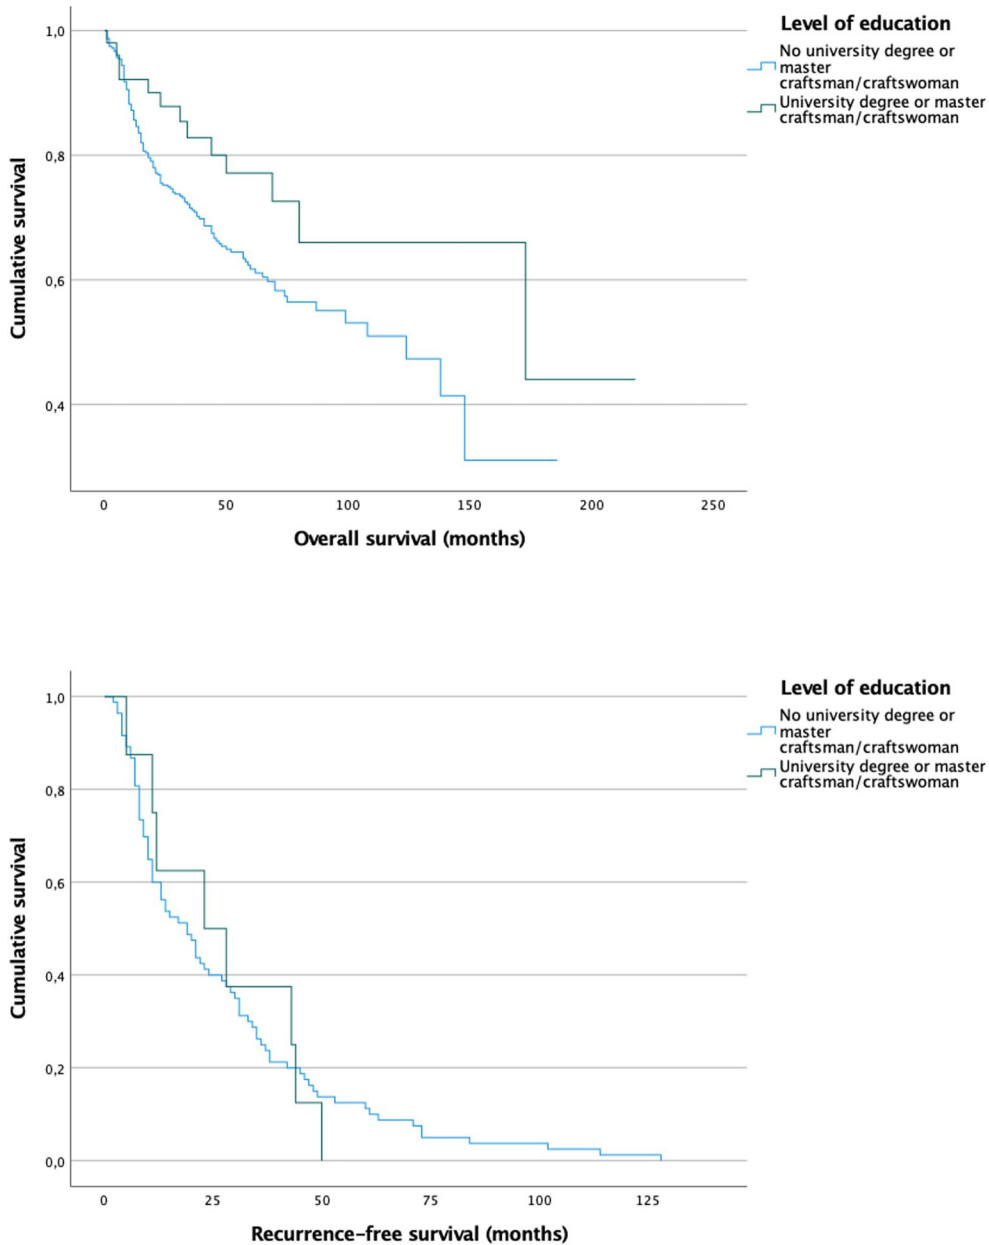 Level of education
No university degree or
master
craftsman/craftswoman
University degree or master
craftsman/craftswoman
1,0
0,8
0,6
0,4
Cumulative survival
0 50 100 150 200 250
Overall survival (months)
Level of education
No university degree or
master
craftsman/craftswoman
University degree or master
craftsman/craftswoman
1,0
0,8
0,6
0,4
0,2
0,0
Cumulative survival
0 25 50 75 100 125
Recurrence-free survival (months)